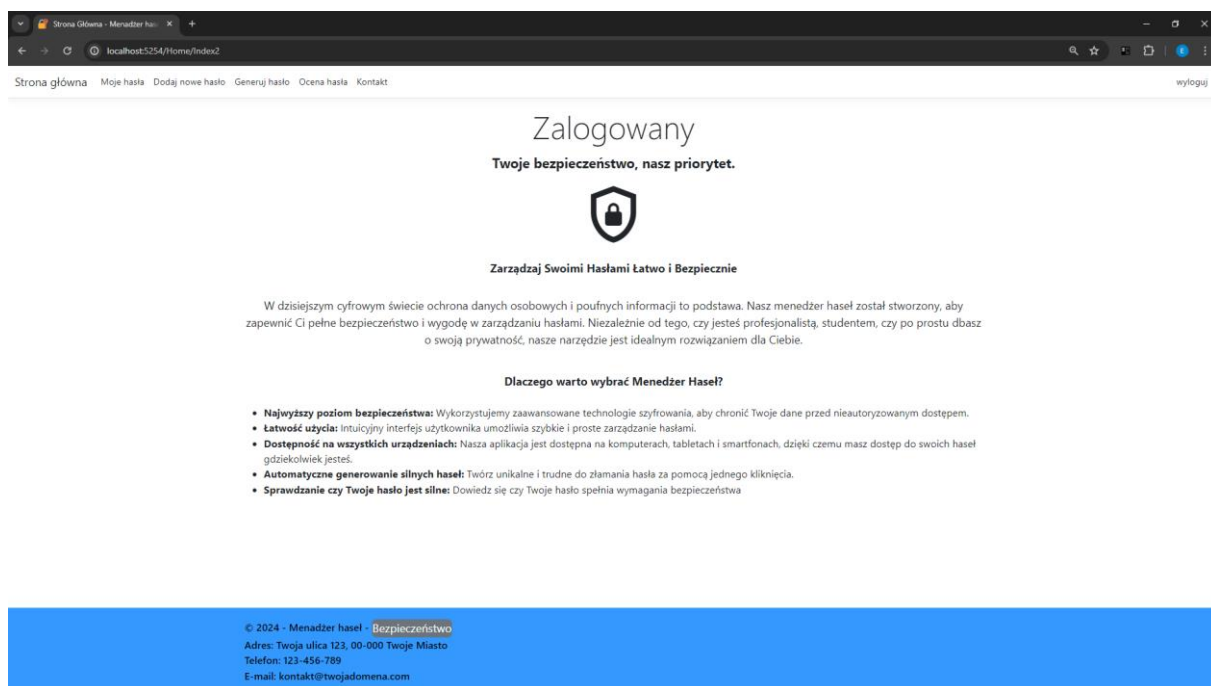 Strona Główna - Menadżer has
localhost:5254/Home/Index2
Strona główna Moje hasła Dodaj nowe hasło Generuj hasło Ocena hasła Kontakt wyloguj
Zalogowany
Twoje bezpieczeństwo, nasz priorytet.
Zarządzaj Swoimi Hasłami Łatwo i Bezpiecznie
W dzisiejszym cyfrowym świecie ochrona danych osobowych i poufnych informacji to podstawa. Nasz menedżer haseł został stworzony, aby
zapewnić Ci pełne bezpieczeństwo i wygodę w zarządzaniu hasłami. Niezależnie od tego, czy jesteś profesjonalistą, studentem, czy po prostu dbasz
o swoją prywatność, nasze narzędzie jest idealnym rozwiązaniem dla Ciebie.
Dlaczego warto wybrać Menedżer Haseł?
• Najwyższy poziom bezpieczeństwa: Wykorzystujemy zaawansowane technologie szyfrowania, aby chronić Twoje dane przed nieautoryzowanym dostępem.
• Łatwość użycia: Intuicyjny interfejs użytkownika umożliwia szybkie i proste zarządzanie hasłami.
• Dostępność na wszystkich urządzeniach: Nasza aplikacja jest dostępna na komputerach, tabletach i smartfonach, dzięki czemu masz dostęp do swoich haseł
gdziekolwiek jesteś.
• Automatyczne generowanie silnych haseł: Twórz unikalne i trudne do złamania hasła za pomocą jednego kliknięcia.
• Sprawdzanie czy Twoje hasło jest silne: Dowiedz się czy Twoje hasło spełnia wymagania bezpieczeństwa
© 2024 - Menadżer haseł - Bezpieczeństwo
Adres: Twoja ulica 123, 00-000 Twoje Miasto
Telefon: 123-456-789
E-mail: kontakt@twojadomena.com